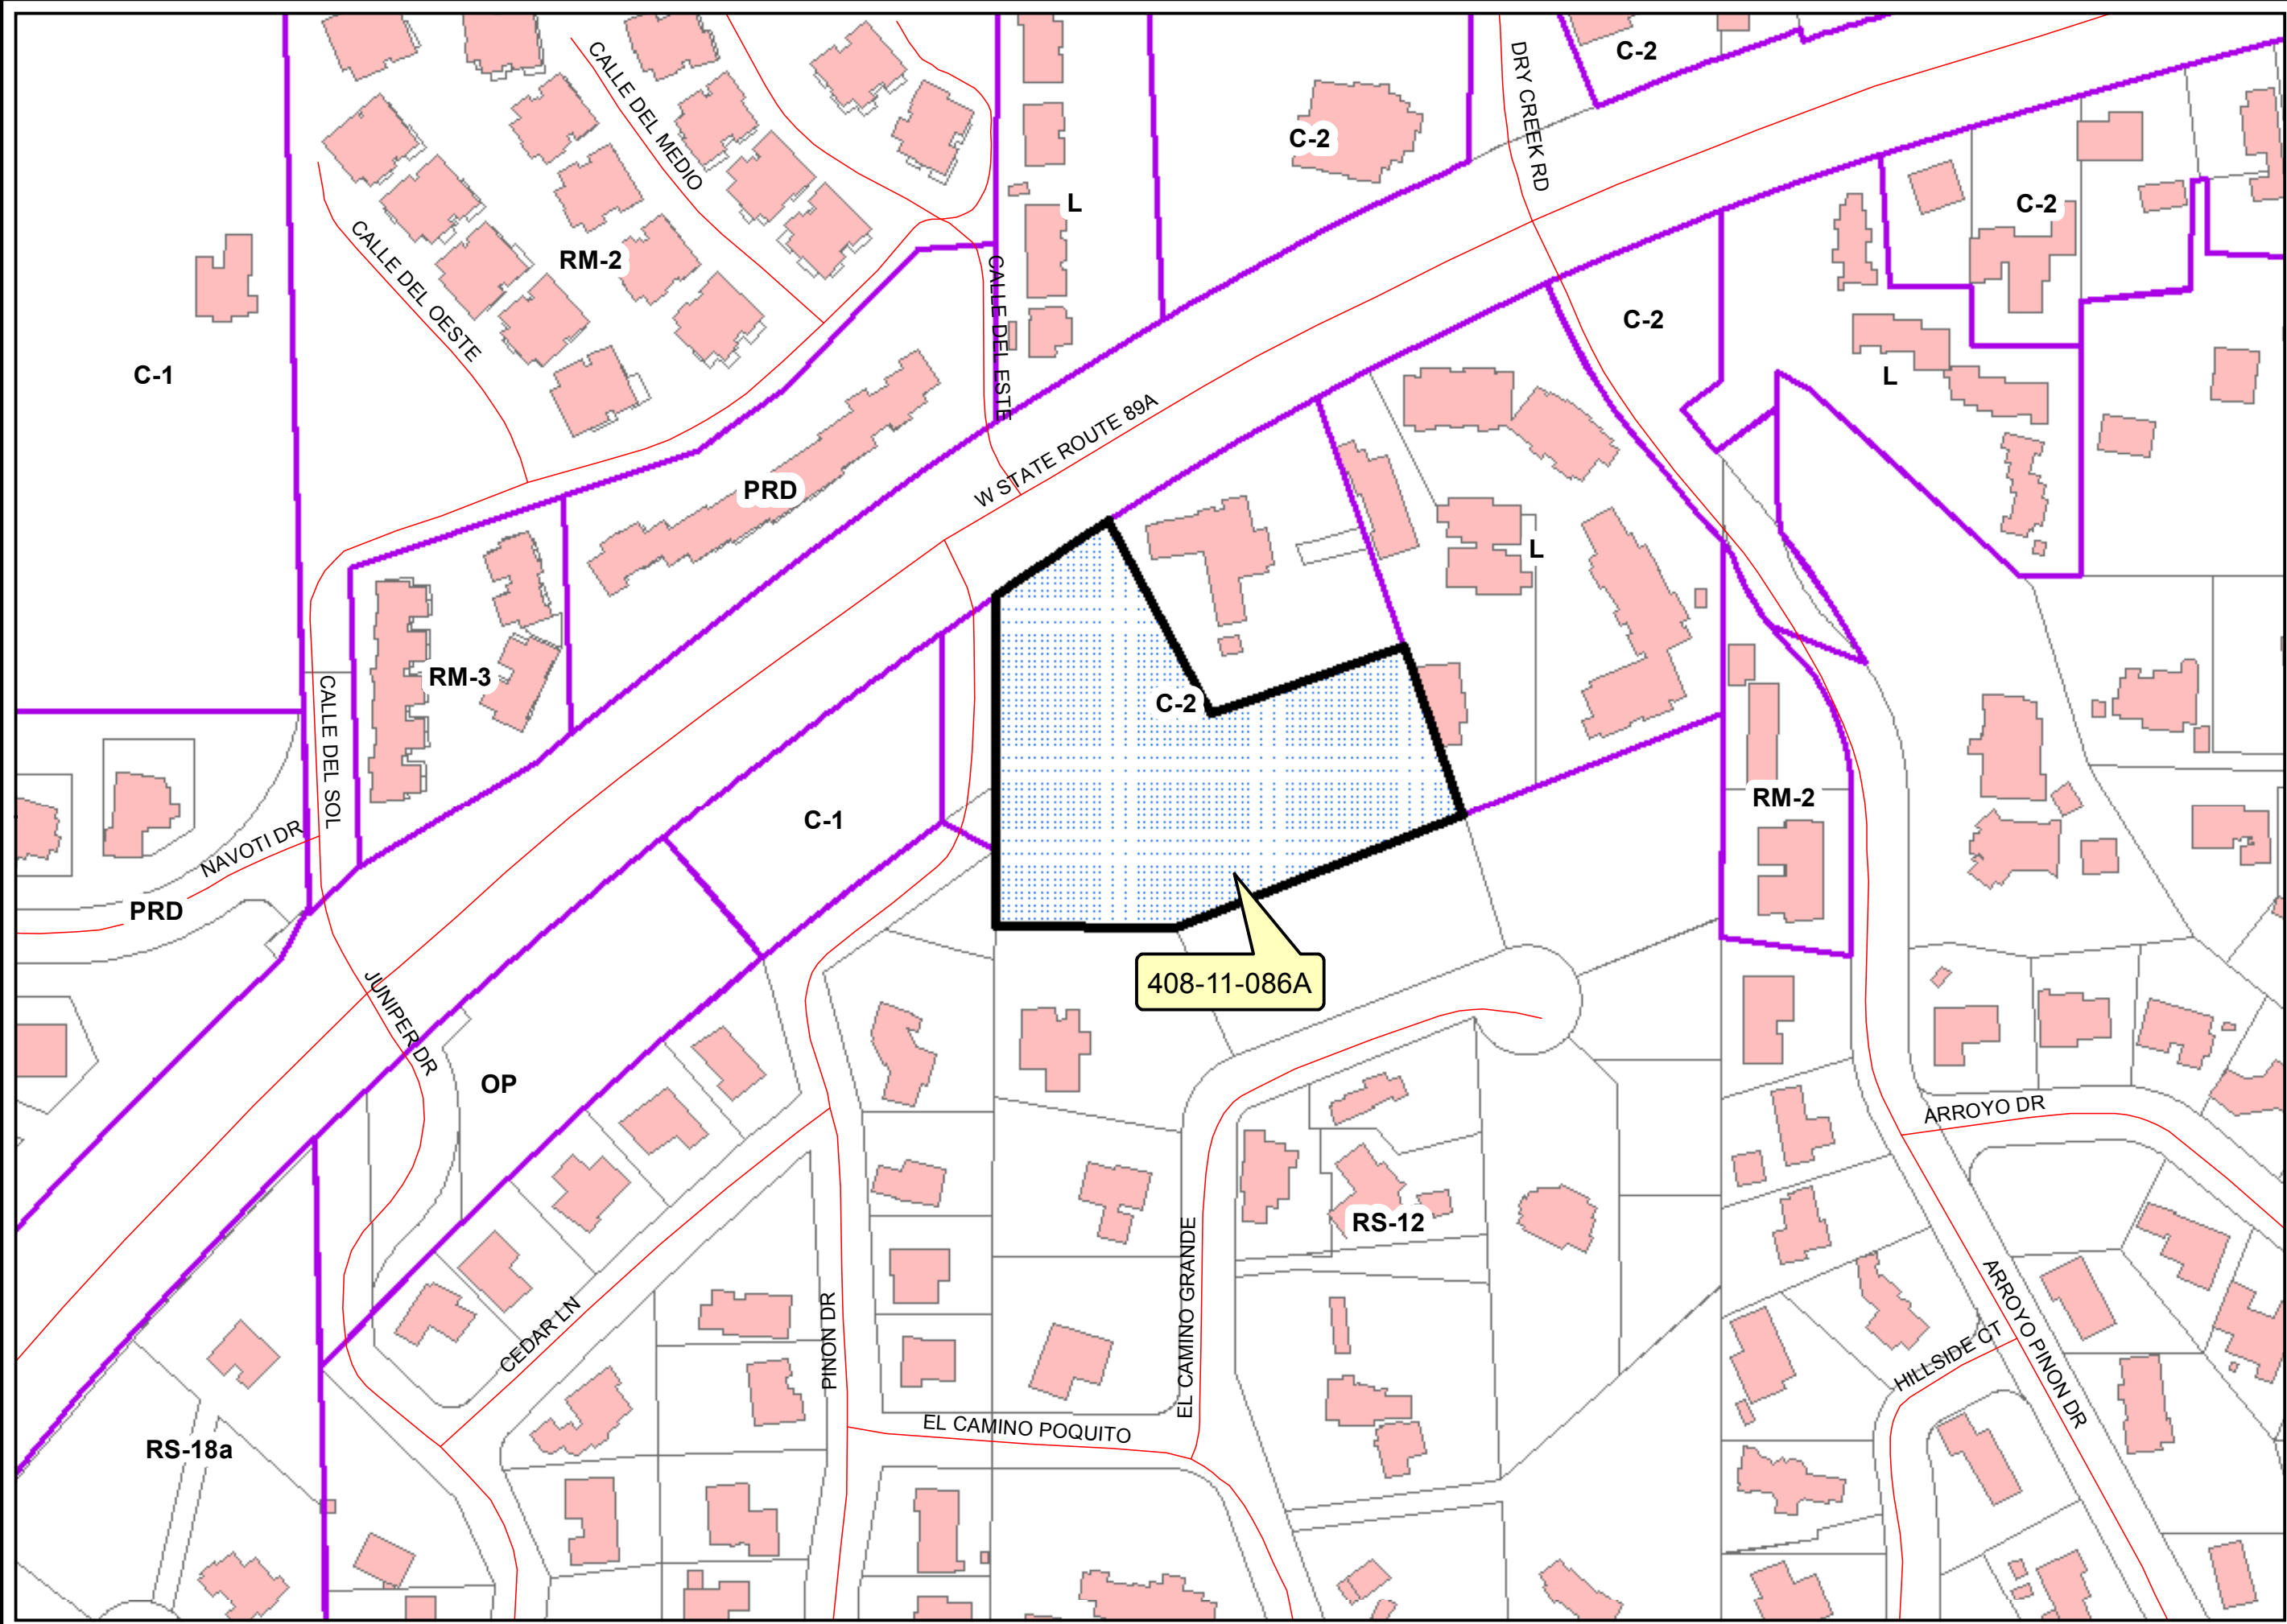 C-2
CALLE DEL MEDIO
DRY CREEK RD
C-2
L
C-2
RM-2
CALLE DEL OESTE
CALLE DEL ESTE
C-2
C-1
L
W STATE ROUTE 89A
PRD
L
RM-3
C-2
CALLE DEL SOL
C-1
RM-2
NAVOTI DR
PRD
408-11-086A
JUNIPER DR
OP
ARROYO DR
RS-12
EL CAMINO GRANDE
CEDAR LN
PINON DR
ARROYO PINON DR
HILLSIDE CT
EL CAMINO POQUITO
RS-18a